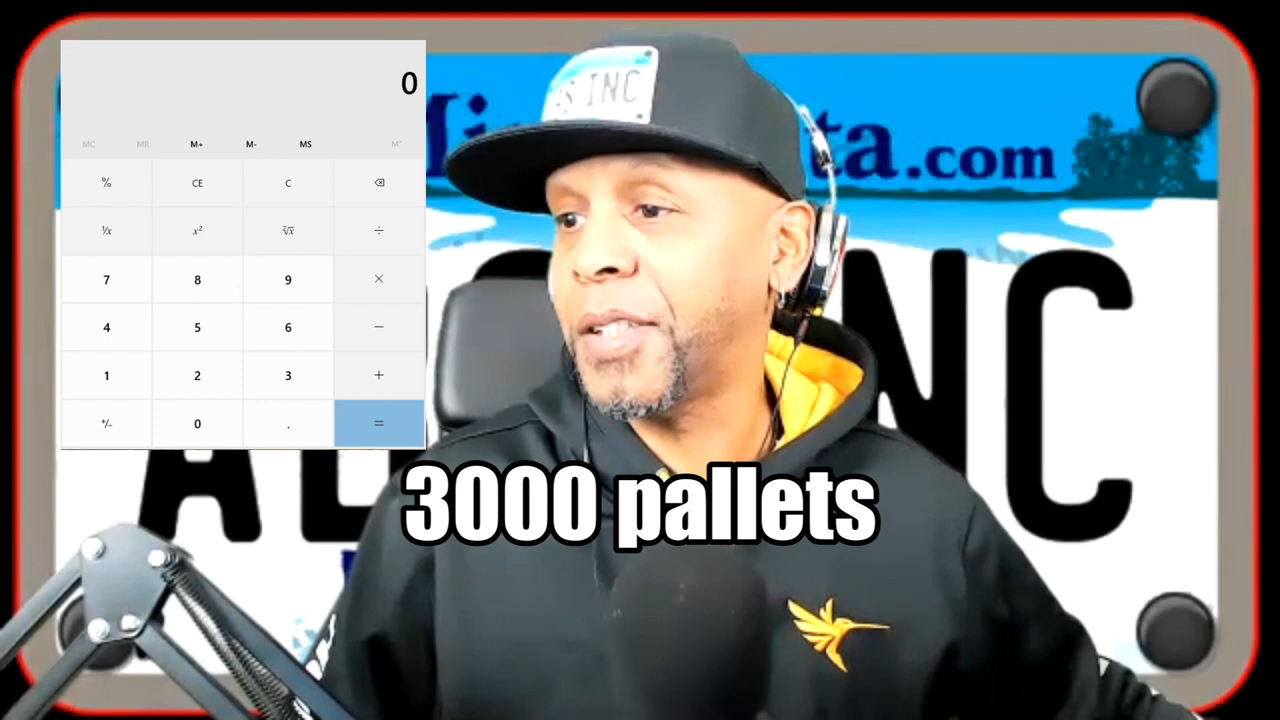 0
MC MR M+ M- MS M˅
% CE C ⌫
¹/x x² ²√x ÷
7 8 9 ×
4 5 6 −
1 2 3 +
+/− 0 . =
INC
.com
NC
3000 pallets